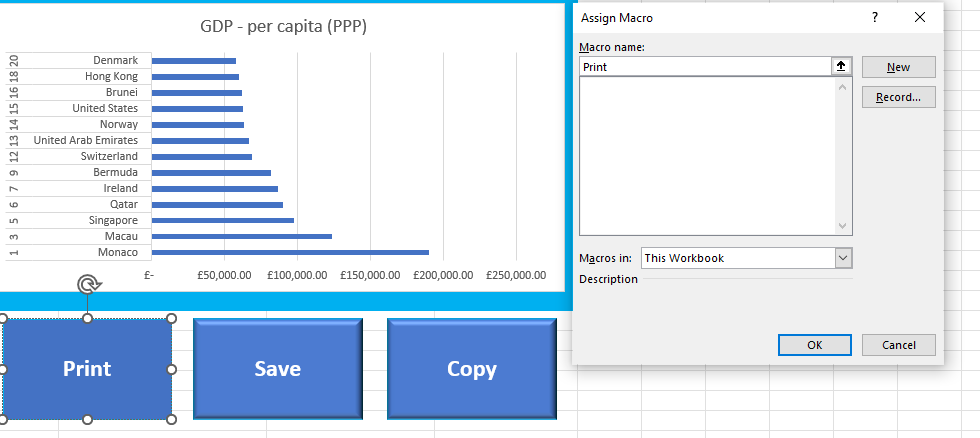 GDP - per capita (PPP)
20 Denmark
18 Hong Kong
16 Brunei
15 United States
14 Norway
13 United Arab Emirates
12 Switzerland
9 Bermuda
7 Ireland
6 Qatar
5 Singapore
3 Macau
1 Monaco
£- £50,000.00 £100,000.00 £150,000.00 £200,000.00 £250,000.00
Print
Save
Copy
Assign Macro ? ×
Macro name:
Print
New
Record...
Macros in: This Workbook
Description
OK
Cancel